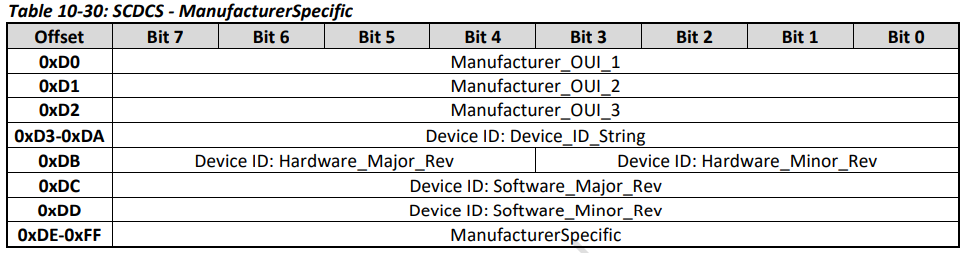 Table 10-30: SCDCS - ManufacturerSpecific
Offset Bit 7 Bit 6 Bit 5 Bit 4 Bit 3 Bit 2 Bit 1 Bit 0
0xD0 Manufacturer_OUI_1
0xD1 Manufacturer_OUI_2
0xD2 Manufacturer_OUI_3
0xD3-0xDA Device ID: Device_ID_String
0xDB Device ID: Hardware_Major_Rev Device ID: Hardware_Minor_Rev
0xDC Device ID: Software_Major_Rev
0xDD Device ID: Software_Minor_Rev
0xDE-0xFF ManufacturerSpecific